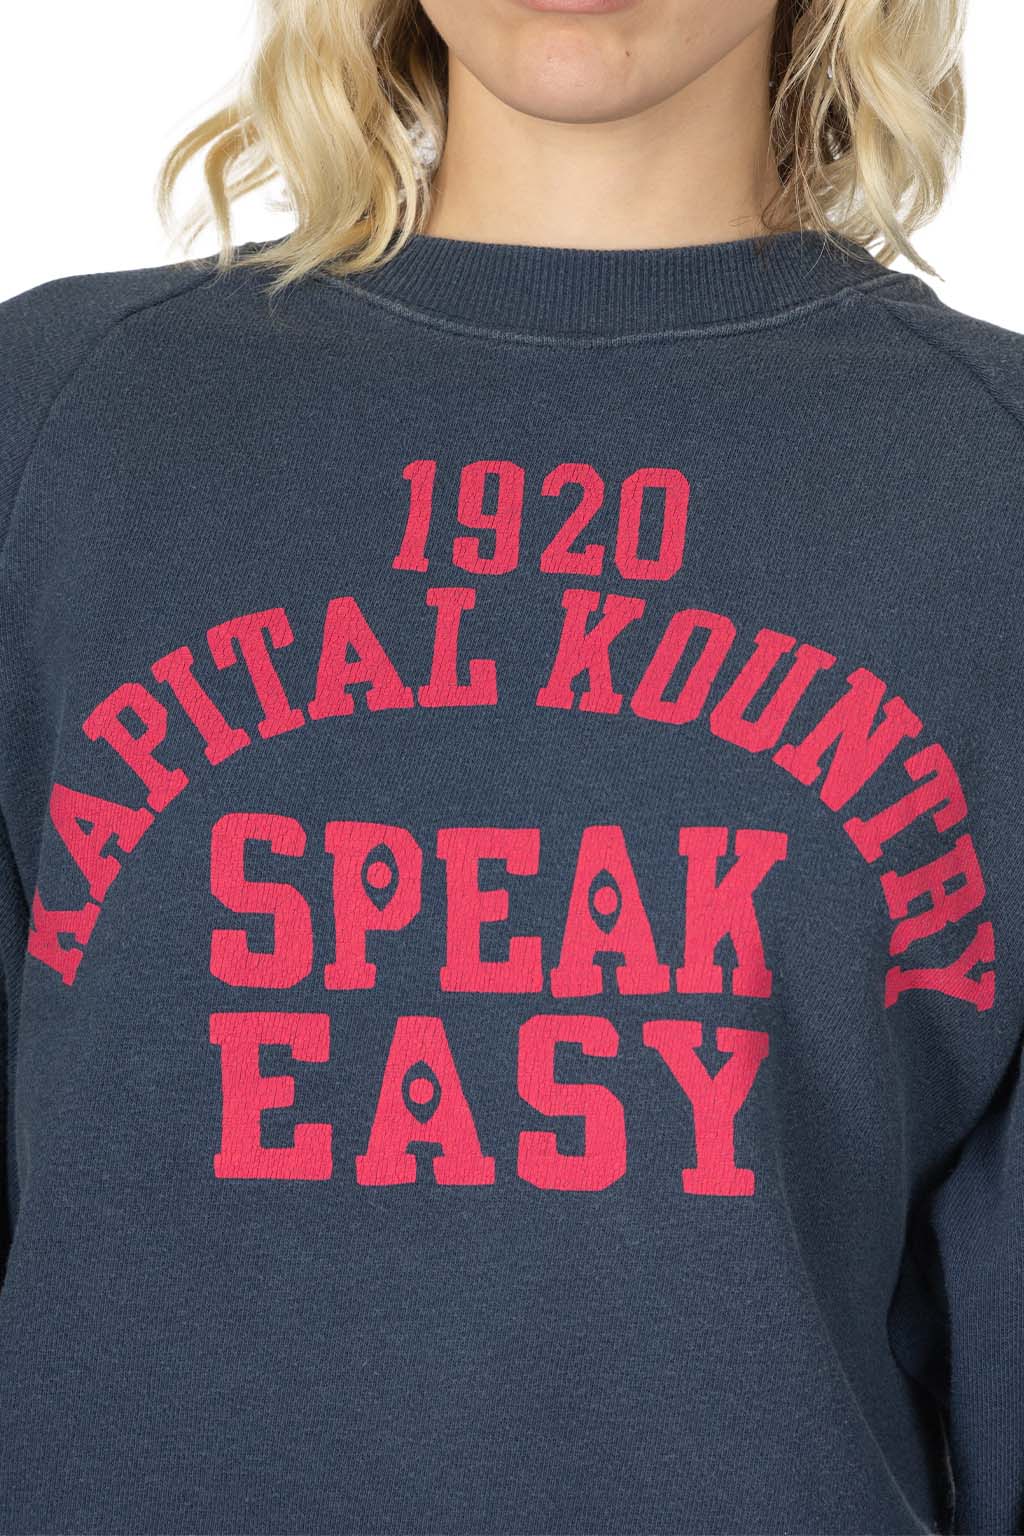 1920
KAPITAL KOUNTRY
SPEAK
EASY